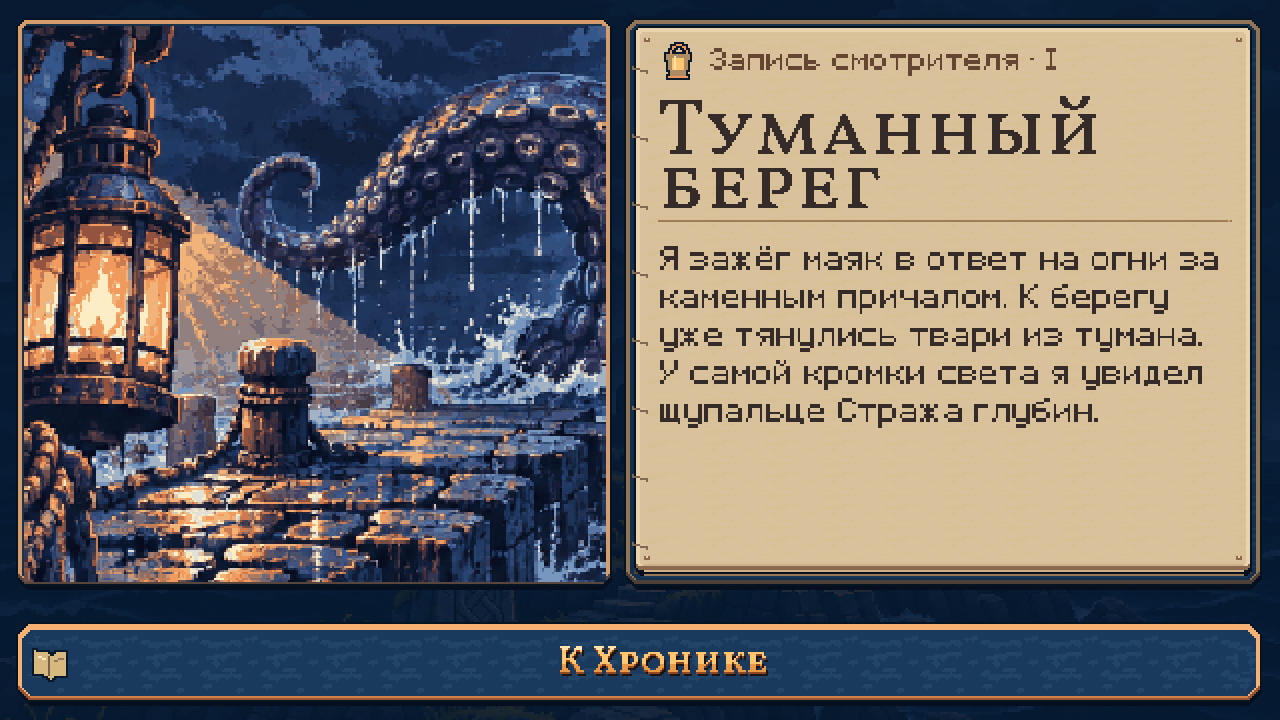 Запись смотрителя · I
Туманный
берег
Я зажёг маяк в ответ на огни за
каменным причалом. К берегу
уже тянулись твари из тумана.
У самой кромки света я увидел
щупальце Стража глубин.
К Хронике